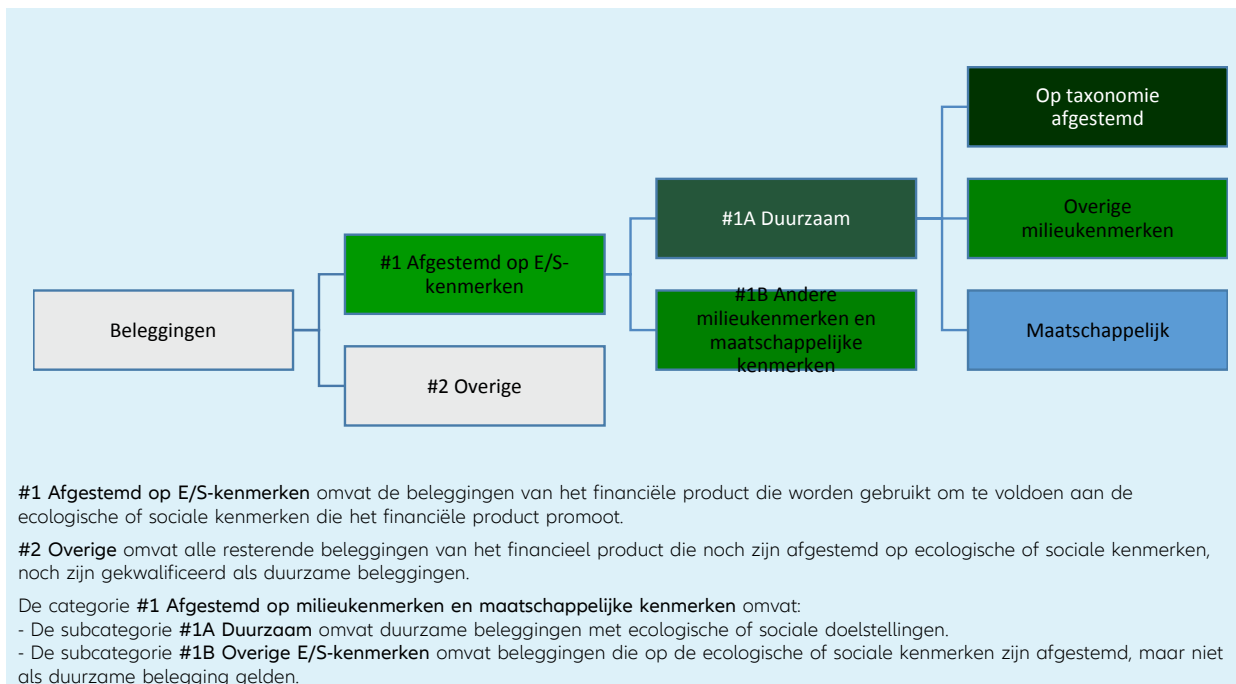 Op taxonomie
afgestemd
#1A Duurzaam
Overige
milieukenmerken
#1 Afgestemd op E/S-
kenmerken
#1B Andere
milieukenmerken en
maatschappelijke
kenmerken
Beleggingen
Maatschappelijk
#2 Overige
#1 Afgestemd op E/S-kenmerken omvat de beleggingen van het financiële product die worden gebruikt om te voldoen aan de
ecologische of sociale kenmerken die het financiële product promoot.
#2 Overige omvat alle resterende beleggingen van het financieel product die noch zijn afgestemd op ecologische of sociale kenmerken,
noch zijn gekwalificeerd als duurzame beleggingen.
De categorie #1 Afgestemd op milieukenmerken en maatschappelijke kenmerken omvat:
- De subcategorie #1A Duurzaam omvat duurzame beleggingen met ecologische of sociale doelstellingen.
- De subcategorie #1B Overige E/S-kenmerken omvat beleggingen die op de ecologische of sociale kenmerken zijn afgestemd, maar niet
als duurzame belegging gelden.